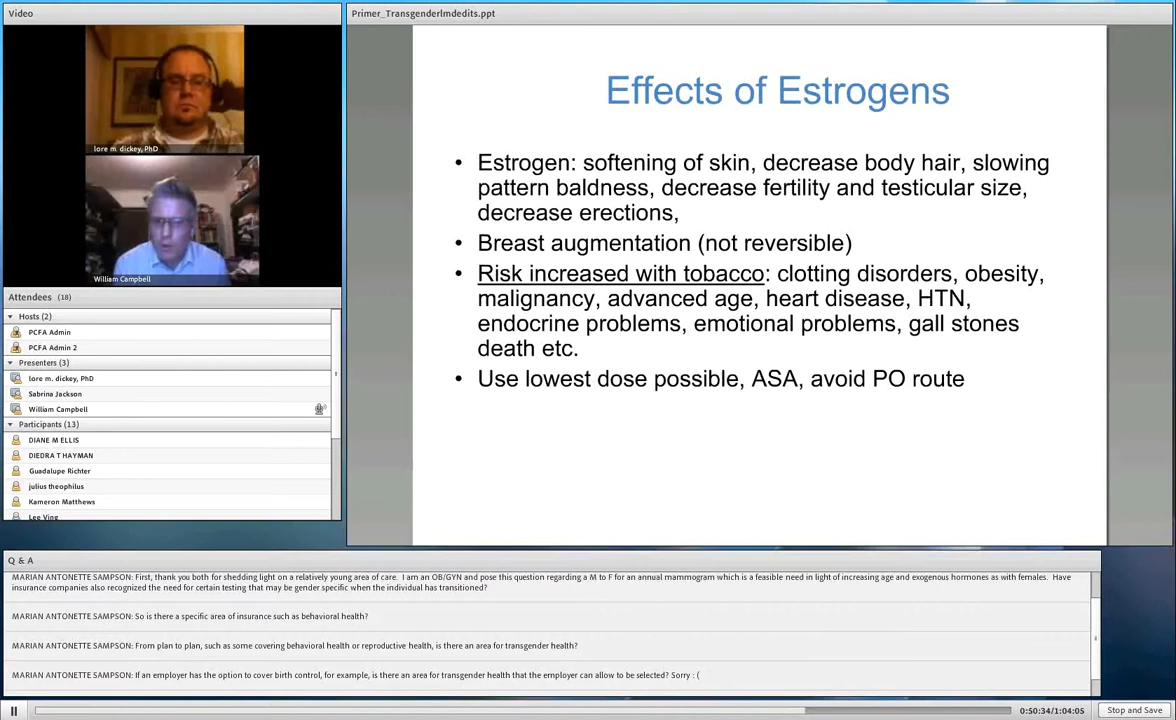 Video
Primer_Transgenderlmdedits.ppt
lore m. dickey, PhD
William Campbell
Attendees (18)
Hosts (2)
PCFA Admin
PCFA Admin 2
Presenters (3)
lore m. dickey, PhD
Sabrina Jackson
William Campbell
Participants (13)
DIANE M ELLIS
DIEDRA T HAYMAN
Guadalupe Richter
julius theophilus
Kameron Matthews
Lee Ving
Effects of Estrogens
• Estrogen: softening of skin, decrease body hair, slowing
pattern baldness, decrease fertility and testicular size,
decrease erections,
• Breast augmentation (not reversible)
• Risk increased with tobacco: clotting disorders, obesity,
malignancy, advanced age, heart disease, HTN,
endocrine problems, emotional problems, gall stones
death etc.
• Use lowest dose possible, ASA, avoid PO route
Q & A
MARIAN ANTONETTE SAMPSON: First, thank you both for shedding light on a relatively young area of care. I am an OB/GYN and pose this question regarding a M to F for an annual mammogram which is a feasible need in light of increasing age and exogenous hormones as with females. Have
insurance companies also recognized the need for certain testing that may be gender specific when the individual has transitioned?
MARIAN ANTONETTE SAMPSON: So is there a specific area of insurance such as behavioral health?
MARIAN ANTONETTE SAMPSON: From plan to plan, such as some covering behavioral health or reproductive health, is there an area for transgender health?
MARIAN ANTONETTE SAMPSON: If an employer has the option to cover birth control, for example, is there an area for transgender health that the employer can allow to be selected? Sorry : (
0:50:34/1:04:05
Stop and Save